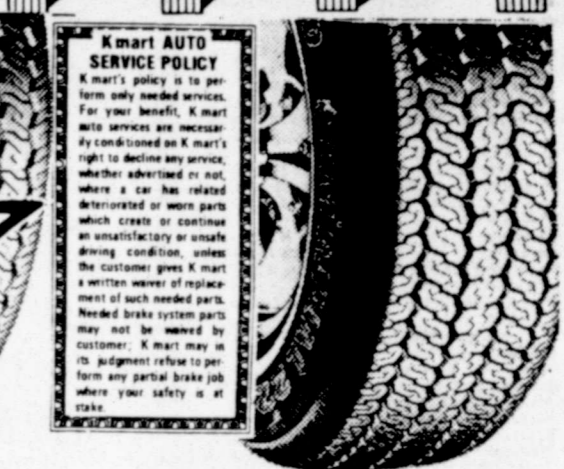 K mart AUTO
SERVICE POLICY
K mart's policy is to per-
form only needed services.
For your benefit, K mart
auto services are necessar-
ily conditioned on K mart's
right to decline any service,
whether advertised or not,
where a car has related
deteriorated or worn parts
which create or continue
an unsatisfactory or unsafe
driving condition, unless
the customer gives K mart
a written waiver of replace-
ment of such needed parts.
Needed brake system parts
may not be waived by
customer; K mart may in
its judgment refuse to per-
form any partial brake job
where your safety is at
stake.